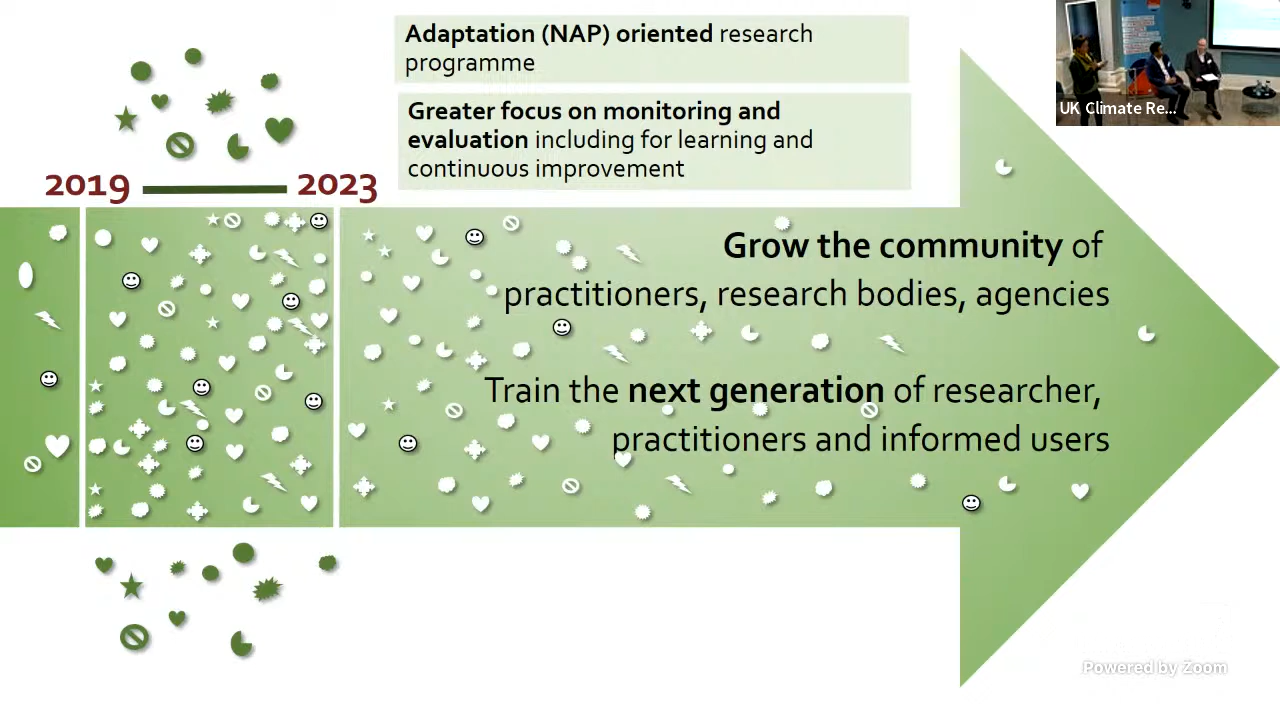 Adaptation (NAP) oriented research
programme
Greater focus on monitoring and
evaluation including for learning and
continuous improvement
UK Climate Re...
2019
2023
Grow the community of
practitioners, research bodies, agencies
Train the next generation of researcher,
practitioners and informed users
Powered by Zoom